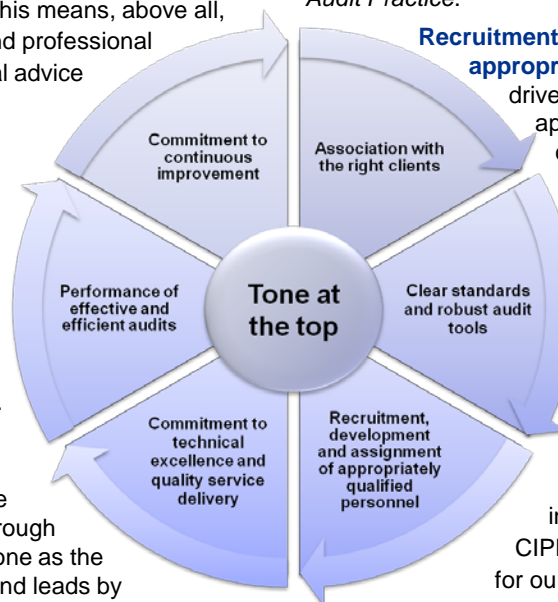 his means, above all,
nd professional
al advice
Audit Practice.
Recruitment
appropr
drive
ap
Commitment to
continuous
improvement
Association with
the right clients
Performance of
effective and
efficient audits
Tone at
the top
Clear standards
and robust audit
tools
Commitment to
technical
excellence and
quality service
delivery
Recruitment,
development
and assignment
of appropriately
qualified
personnel
e
rough
one as the
nd leads by
in
CIP
for ou